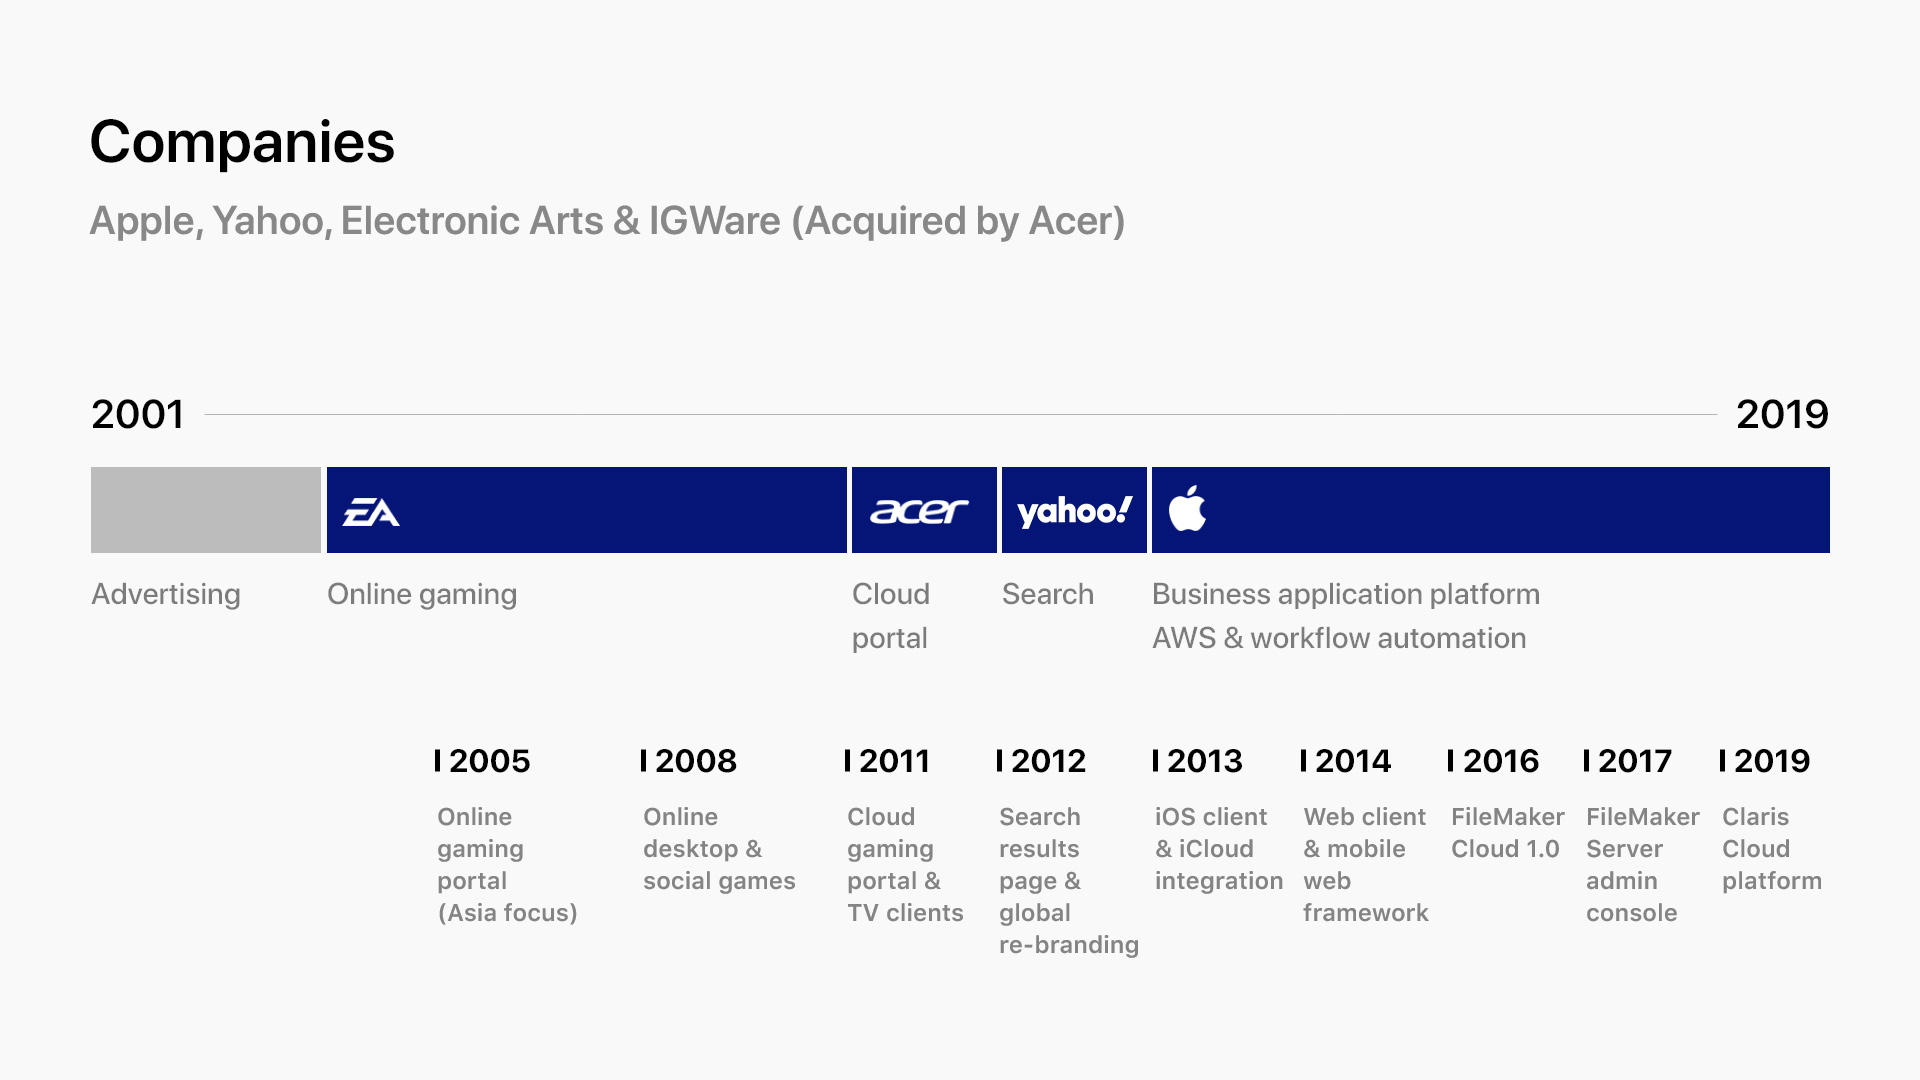 Companies
Apple, Yahoo, Electronic Arts & IGWare (Acquired by Acer)
2001
2019
EA
acer
yahoo!
Advertising
Online gaming
Cloud
portal
Search
Business application platform
AWS & workflow automation
2005
Online
gaming
portal
(Asia focus)
2008
Online
desktop &
social games
2011
Cloud
gaming
portal &
TV clients
2012
Search
results
page &
global
re-branding
2013
iOS client
& iCloud
integration
2014
Web client
& mobile
web
framework
2016
FileMaker
Cloud 1.0
2017
FileMaker
Server
admin
console
2019
Claris
Cloud
platform